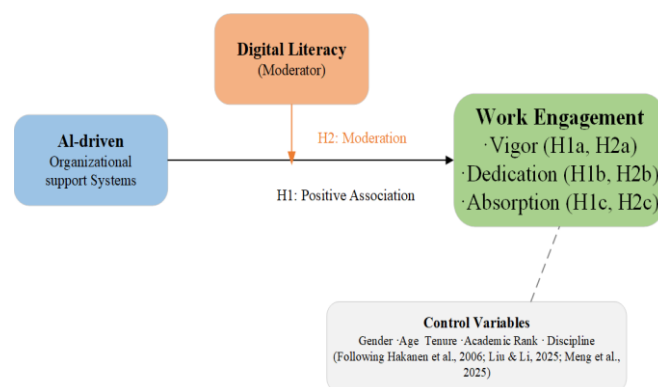 Digital Literacy
(Moderator)
AI-driven
Organizational
support Systems
H2: Moderation
H1: Positive Association
Work Engagement
·Vigor (H1a, H2a)
·Dedication (H1b, H2b)
·Absorption (H1c, H2c)
Control Variables
Gender ·Age Tenure ·Academic Rank · Discipline
(Following Hakanen et al., 2006; Liu & Li, 2025; Meng et al.,
2025)